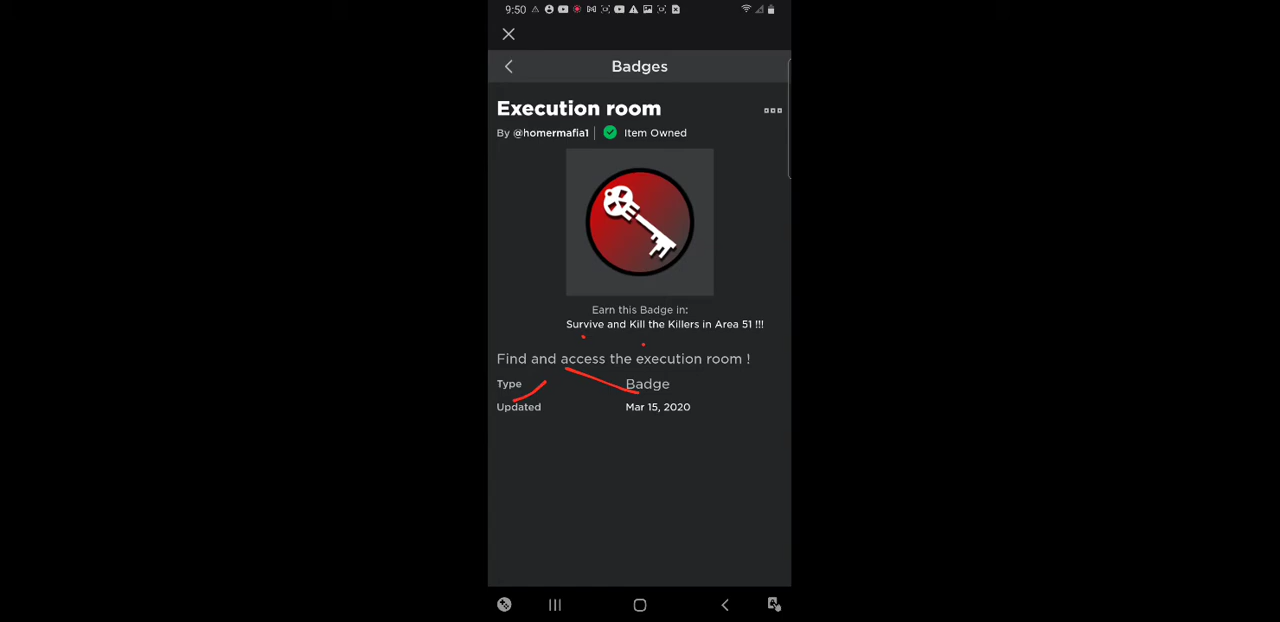 9:50
Badges
Execution room
By @homermafia1 | Item Owned
Earn this Badge in:
Survive and Kill the Killers in Area 51 !!!
Find and access the execution room !
Type Badge
Updated Mar 15, 2020